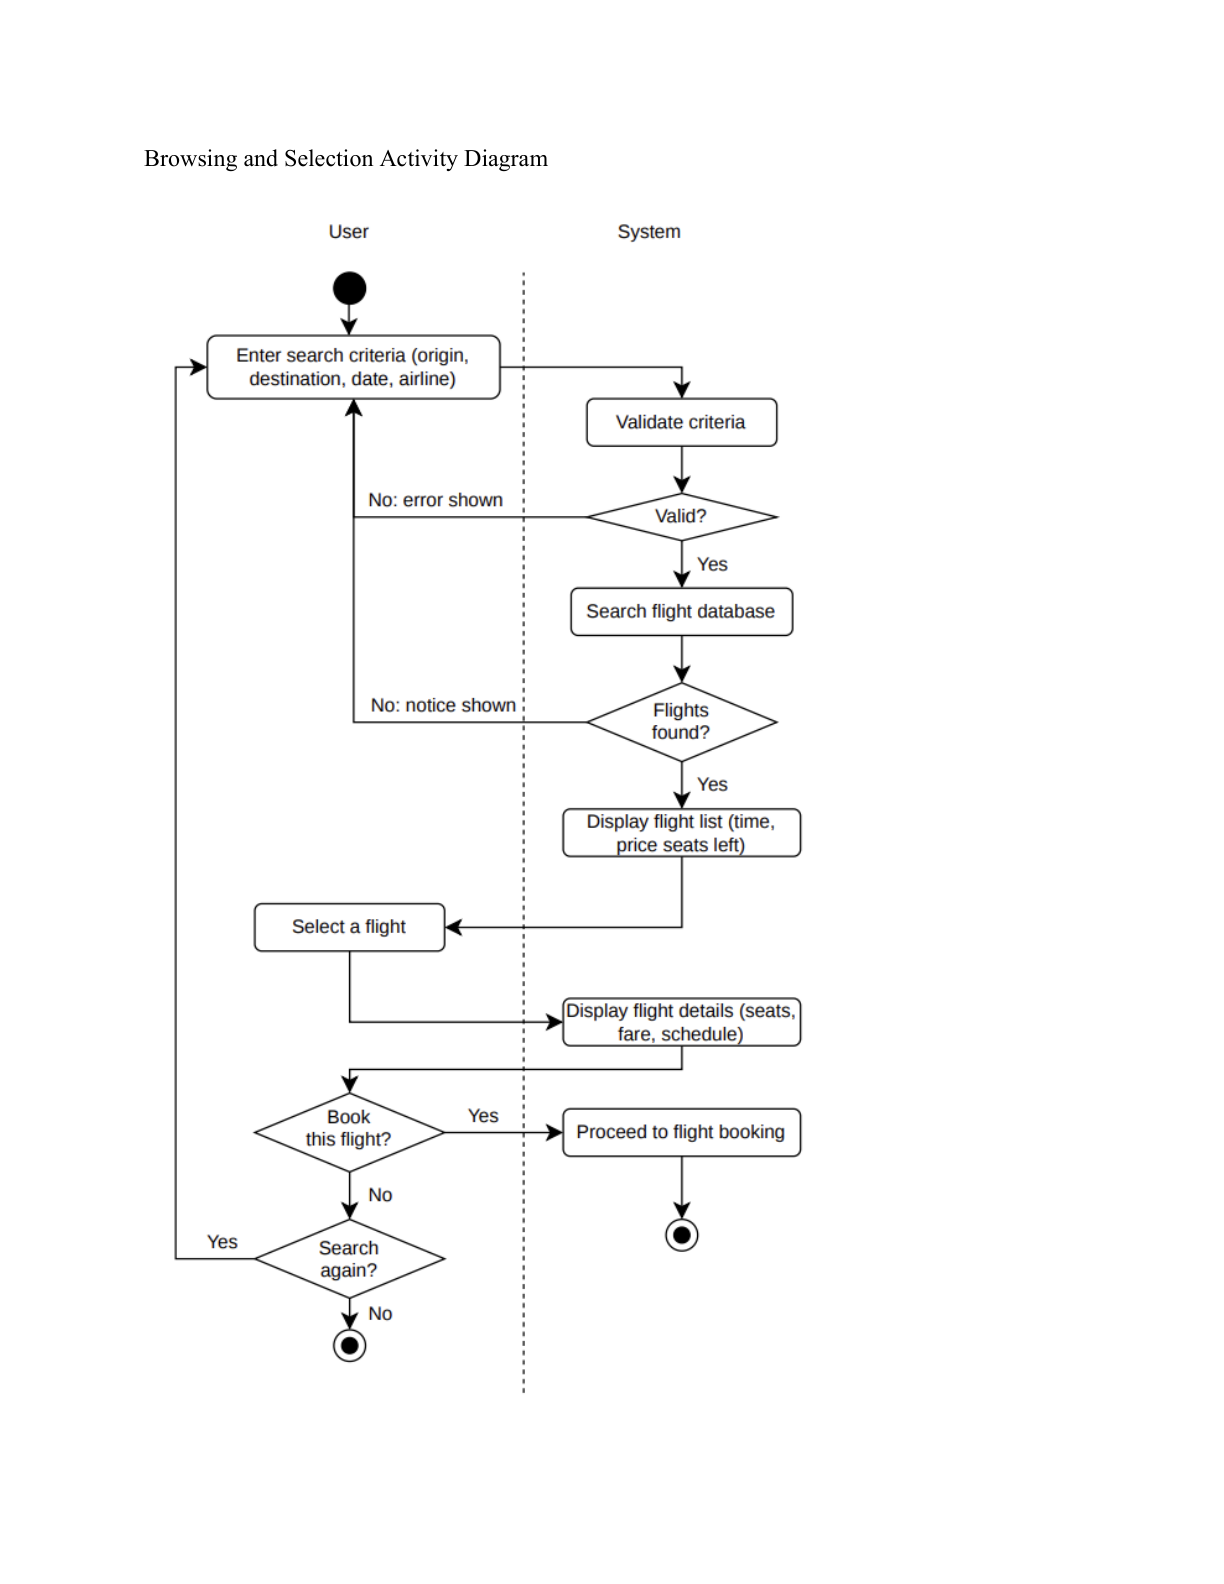 Browsing and Selection Activity Diagram
User
System
Enter search criteria (origin,
destination, date, airline)
Validate criteria
No: error shown
Valid?
Yes
Search flight database
No: notice shown
Flights
found?
Yes
Display flight list (time,
price seats left)
Select a flight
Display flight details (seats,
fare, schedule)
Book
this flight?
Yes
Proceed to flight booking
No
Yes
Search
again?
No